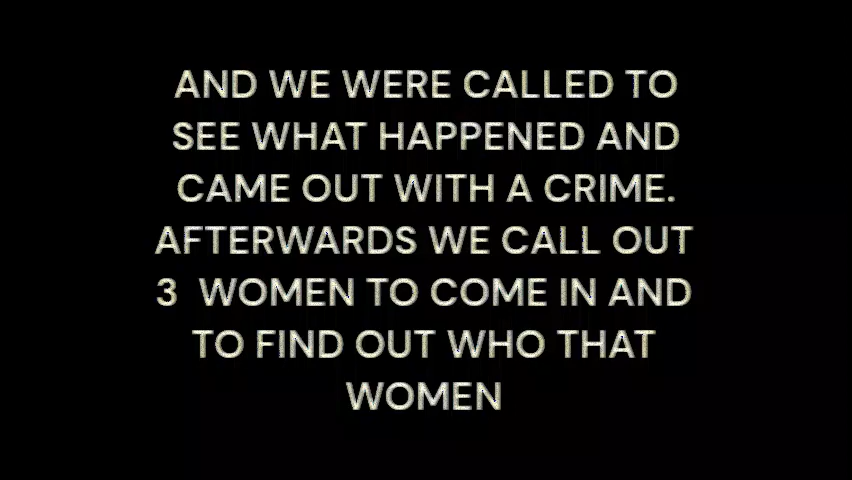 AND WE WERE CALLED TO
SEE WHAT HAPPENED AND
CAME OUT WITH A CRIME.
AFTERWARDS WE CALL OUT
3  WOMEN TO COME IN AND
TO FIND OUT WHO THAT
WOMEN